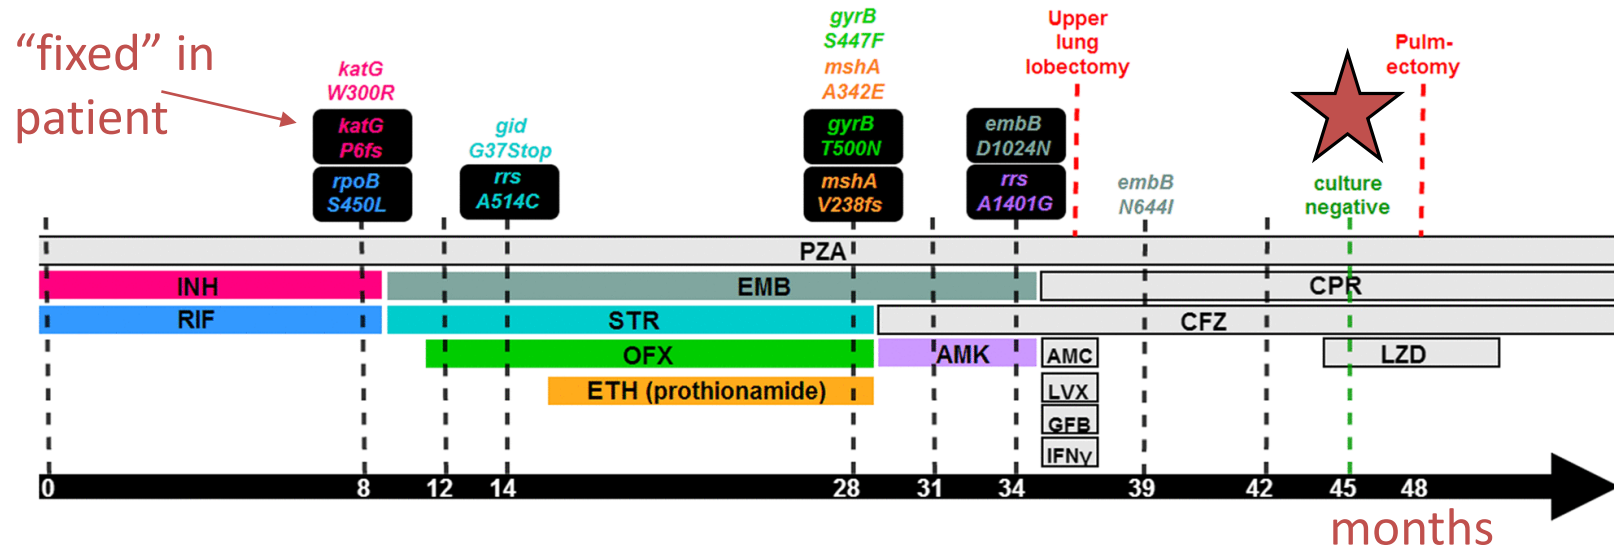 “fixed” in
patient
katG
W300R
katG
P6fs
rpoB
S450L
gid
G37Stop
rrs
A514C
gyrB
S447F
mshA
A342E
gyrB
T500N
mshA
V238fs
embB
D1024N
rrs
A1401G
Upper
lung
lobectomy
embB
N644I
culture
negative
Pulm-
ectomy
PZA
INH
EMB
CPR
RIF
STR
CFZ
OFX
AMK
AMC
LZD
ETH (prothionamide)
LVX
GFB
IFNγ
0 8 12 14 28 31 34 39 42 45 48
months